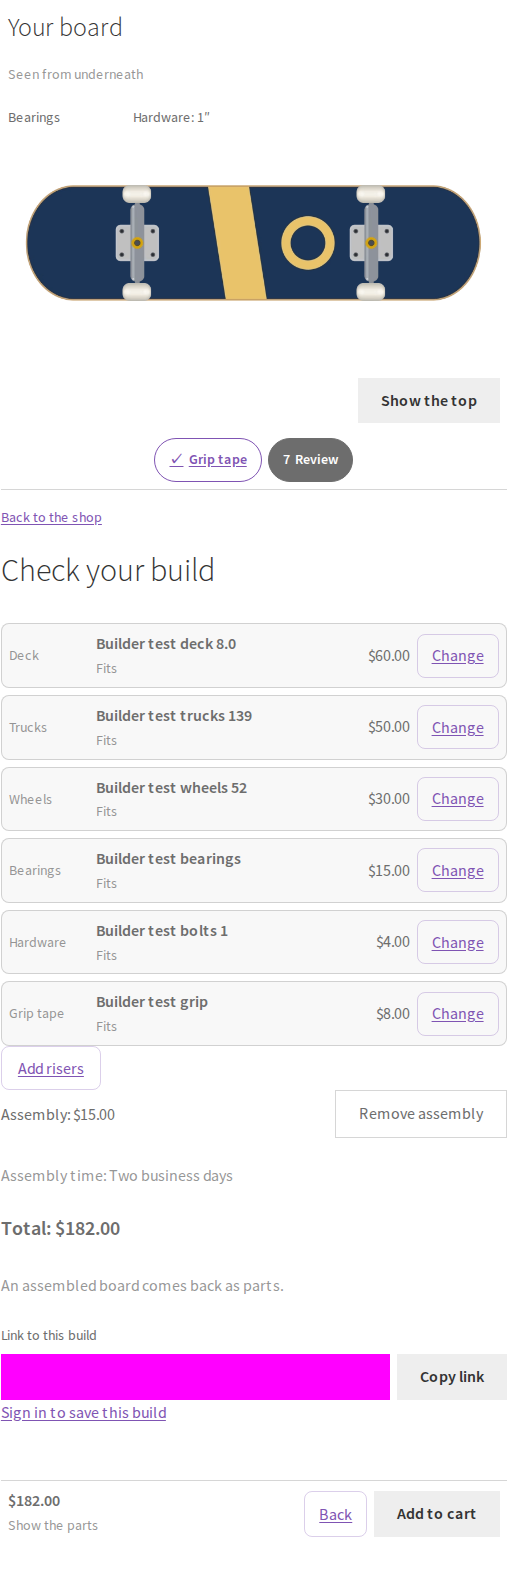 Your board
Seen from underneath
Bearings
Hardware: 1″
Show the top
✓ Grip tape
7 Review
Back to the shop
Check your build
Deck
Builder test deck 8.0
Fits
$60.00
Change
Trucks
Builder test trucks 139
Fits
$50.00
Change
Wheels
Builder test wheels 52
Fits
$30.00
Change
Bearings
Builder test bearings
Fits
$15.00
Change
Hardware
Builder test bolts 1
Fits
$4.00
Change
Grip tape
Builder test grip
Fits
$8.00
Change
Add risers
Assembly: $15.00
Remove assembly
Assembly time: Two business days
Total: $182.00
An assembled board comes back as parts.
Link to this build
Copy link
Sign in to save this build
$182.00
Show the parts
Back
Add to cart